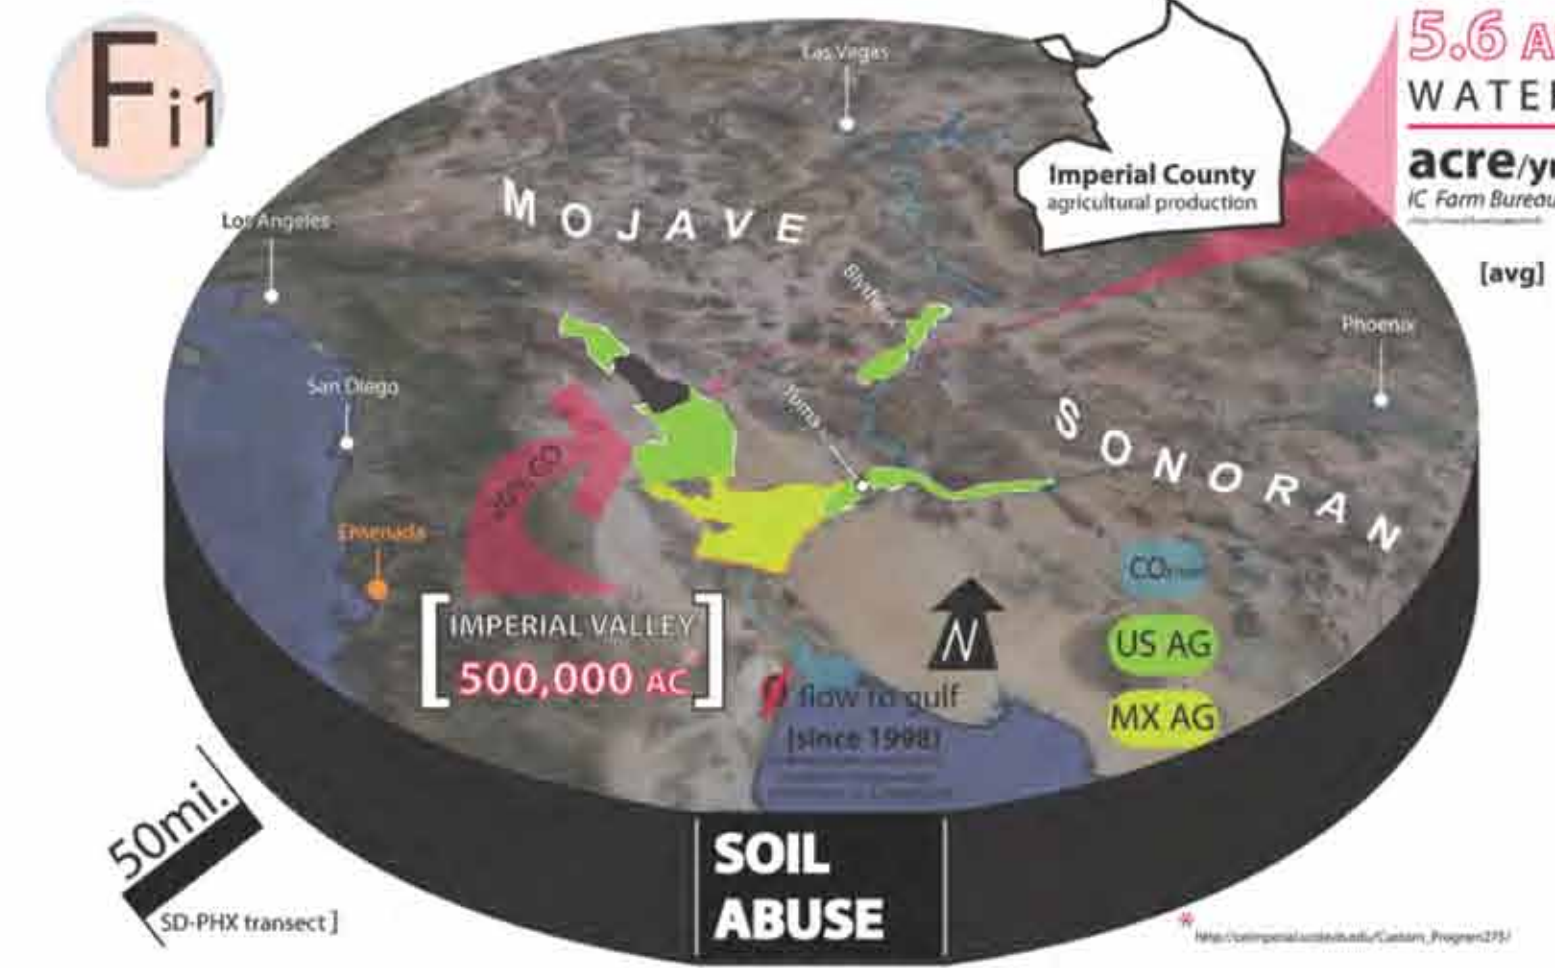 Fi1
Las Vegas
5.6 A
WATE
Imperial County
agricultural production
acre/yr
IC Farm Bureau
[avg]
Los Angeles
MOJAVE
Blythe
Phoenix
San Diego
Yuma
SONORAN
Ensenada
CO
US AG
MX AG
N
[IMPERIAL VALLEY
500,000 AC*]
flow to gulf
[since 1998]
50mi.
SD-PHX transect]
SOIL
ABUSE
*